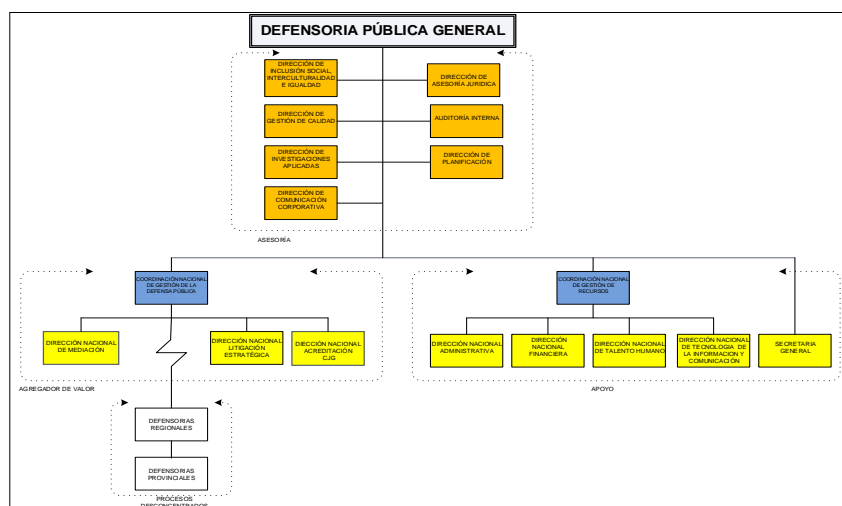 DEFENSORIA PÚBLICA GENERAL
DIRECCIÓN DE
INCLUSIÓN SOCIAL,
INTERCULTURALIDAD
E IGUALDAD
DIRECCIÓN DE
ASESORÍA JURIDICA
DIRECCIÓN DE
GESTIÓN DE CALIDAD
AUDITORÍA INTERNA
DIRECCIÓN DE
INVESTIGACIONES
APLICADAS
DIRECCIÓN DE
PLANIFICACIÓN
DIRECCIÓN DE
COMUNICACIÓN
CORPORATIVA
ASESORÍA
COORDINACIÓN NACIONAL
DE GESTIÓN DE LA
DEFENSA PÚBLICA
COORDINACIÓN NACIONAL
DE GESTIÓN DE
RECURSOS
DIRECCIÓN NACIONAL
DE MEDIACIÓN
DIRECCIÓN NACIONAL
LITIGACIÓN
ESTRATÉGICA
DIECCIÓN NACIONAL
ACREDITACIÓN
CJG
DIRECCIÓN NACIONAL
ADMINISTRATIVA
DIRECCIÓN
NACIONAL
FINANCIERA
DIRECCIÓN NACIONAL
DE TALENTO HUMANO
DIRECCIÓN NACIONAL
DE TECNOLOGIA DE
LA INFORMACION Y
COMUNICACIÓN
SECRETARIA
GENERAL
AGREGADOR DE VALOR
APOYO
DEFENSORIAS
REGIONALES
DEFENSORIAS
PROVINCIALES
PROCESOS
DESCONCENTRADOS